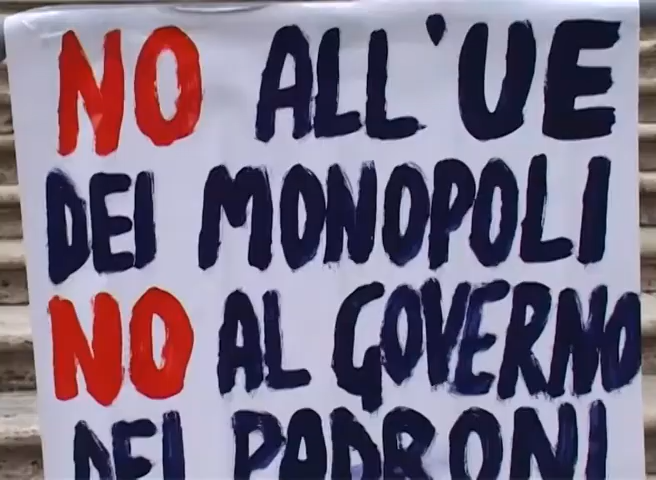 NO ALL'UE
DEI MONOPOLI
NO AL GOVERNO
DEI PADRONI